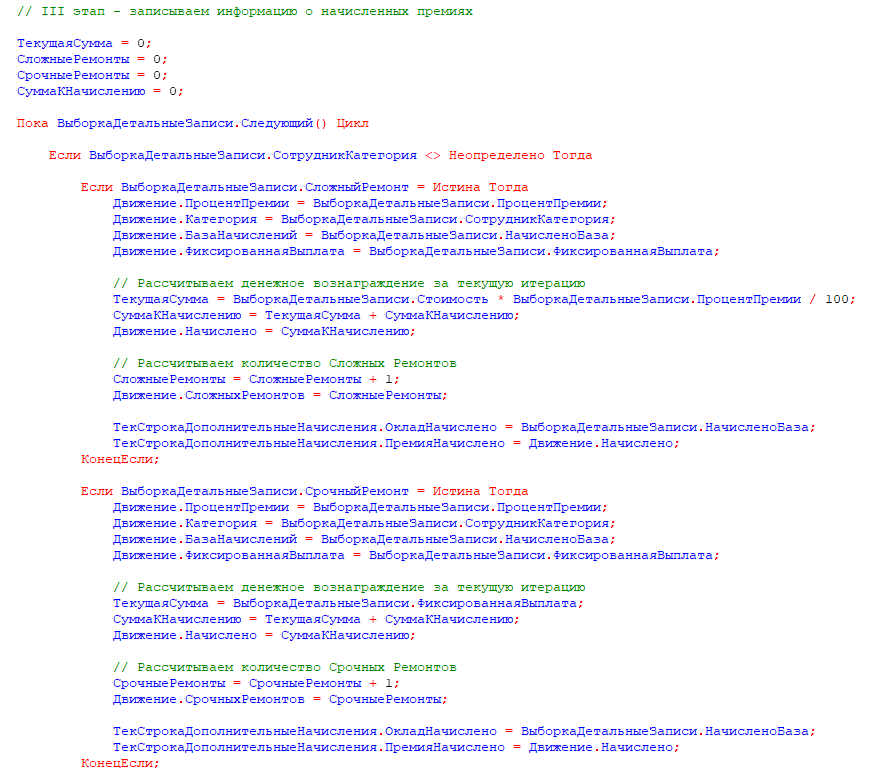 // III этап - записываем информацию о начисленных премиях
ТекущаяСумма = 0;
СложныеРемонты = 0;
СрочныеРемонты = 0;
СуммаКНачислению = 0;
Пока ВыборкаДетальныеЗаписи.Следующий() Цикл
Если ВыборкаДетальныеЗаписи.СотрудникКатегория <> Неопределено Тогда
Если ВыборкаДетальныеЗаписи.СложныйРемонт = Истина Тогда
Движение.ПроцентПремии = ВыборкаДетальныеЗаписи.ПроцентПремии;
Движение.Категория = ВыборкаДетальныеЗаписи.СотрудникКатегория;
Движение.БазаНачислений = ВыборкаДетальныеЗаписи.НачисленоБаза;
Движение.ФиксированнаяВыплата = ВыборкаДетальныеЗаписи.ФиксированнаяВыплата;
// Рассчитываем денежное вознаграждение за текущую итерацию
ТекущаяСумма = ВыборкаДетальныеЗаписи.Стоимость * ВыборкаДетальныеЗаписи.ПроцентПремии / 100;
СуммаКНачислению = ТекущаяСумма + СуммаКНачислению;
Движение.Начислено = СуммаКНачислению;
// Рассчитываем количество Сложных Ремонтов
СложныеРемонты = СложныеРемонты + 1;
Движение.СложныхРемонтов = СложныеРемонты;
ТекСтрокаДополнительныеНачисления.ОкладНачислено = ВыборкаДетальныеЗаписи.НачисленоБаза;
ТекСтрокаДополнительныеНачисления.ПремияНачислено = Движение.Начислено;
КонецЕсли;
Если ВыборкаДетальныеЗаписи.СрочныйРемонт = Истина Тогда
Движение.ПроцентПремии = ВыборкаДетальныеЗаписи.ПроцентПремии;
Движение.Категория = ВыборкаДетальныеЗаписи.СотрудникКатегория;
Движение.БазаНачислений = ВыборкаДетальныеЗаписи.НачисленоБаза;
Движение.ФиксированнаяВыплата = ВыборкаДетальныеЗаписи.ФиксированнаяВыплата;
// Рассчитываем денежное вознаграждение за текущую итерацию
ТекущаяСумма = ВыборкаДетальныеЗаписи.ФиксированнаяВыплата;
СуммаКНачислению = ТекущаяСумма + СуммаКНачислению;
Движение.Начислено = СуммаКНачислению;
// Рассчитываем количество Срочных Ремонтов
СрочныеРемонты = СрочныеРемонты + 1;
Движение.СрочныхРемонтов = СрочныеРемонты;
ТекСтрокаДополнительныеНачисления.ОкладНачислено = ВыборкаДетальныеЗаписи.НачисленоБаза;
ТекСтрокаДополнительныеНачисления.ПремияНачислено = Движение.Начислено;
КонецЕсли;